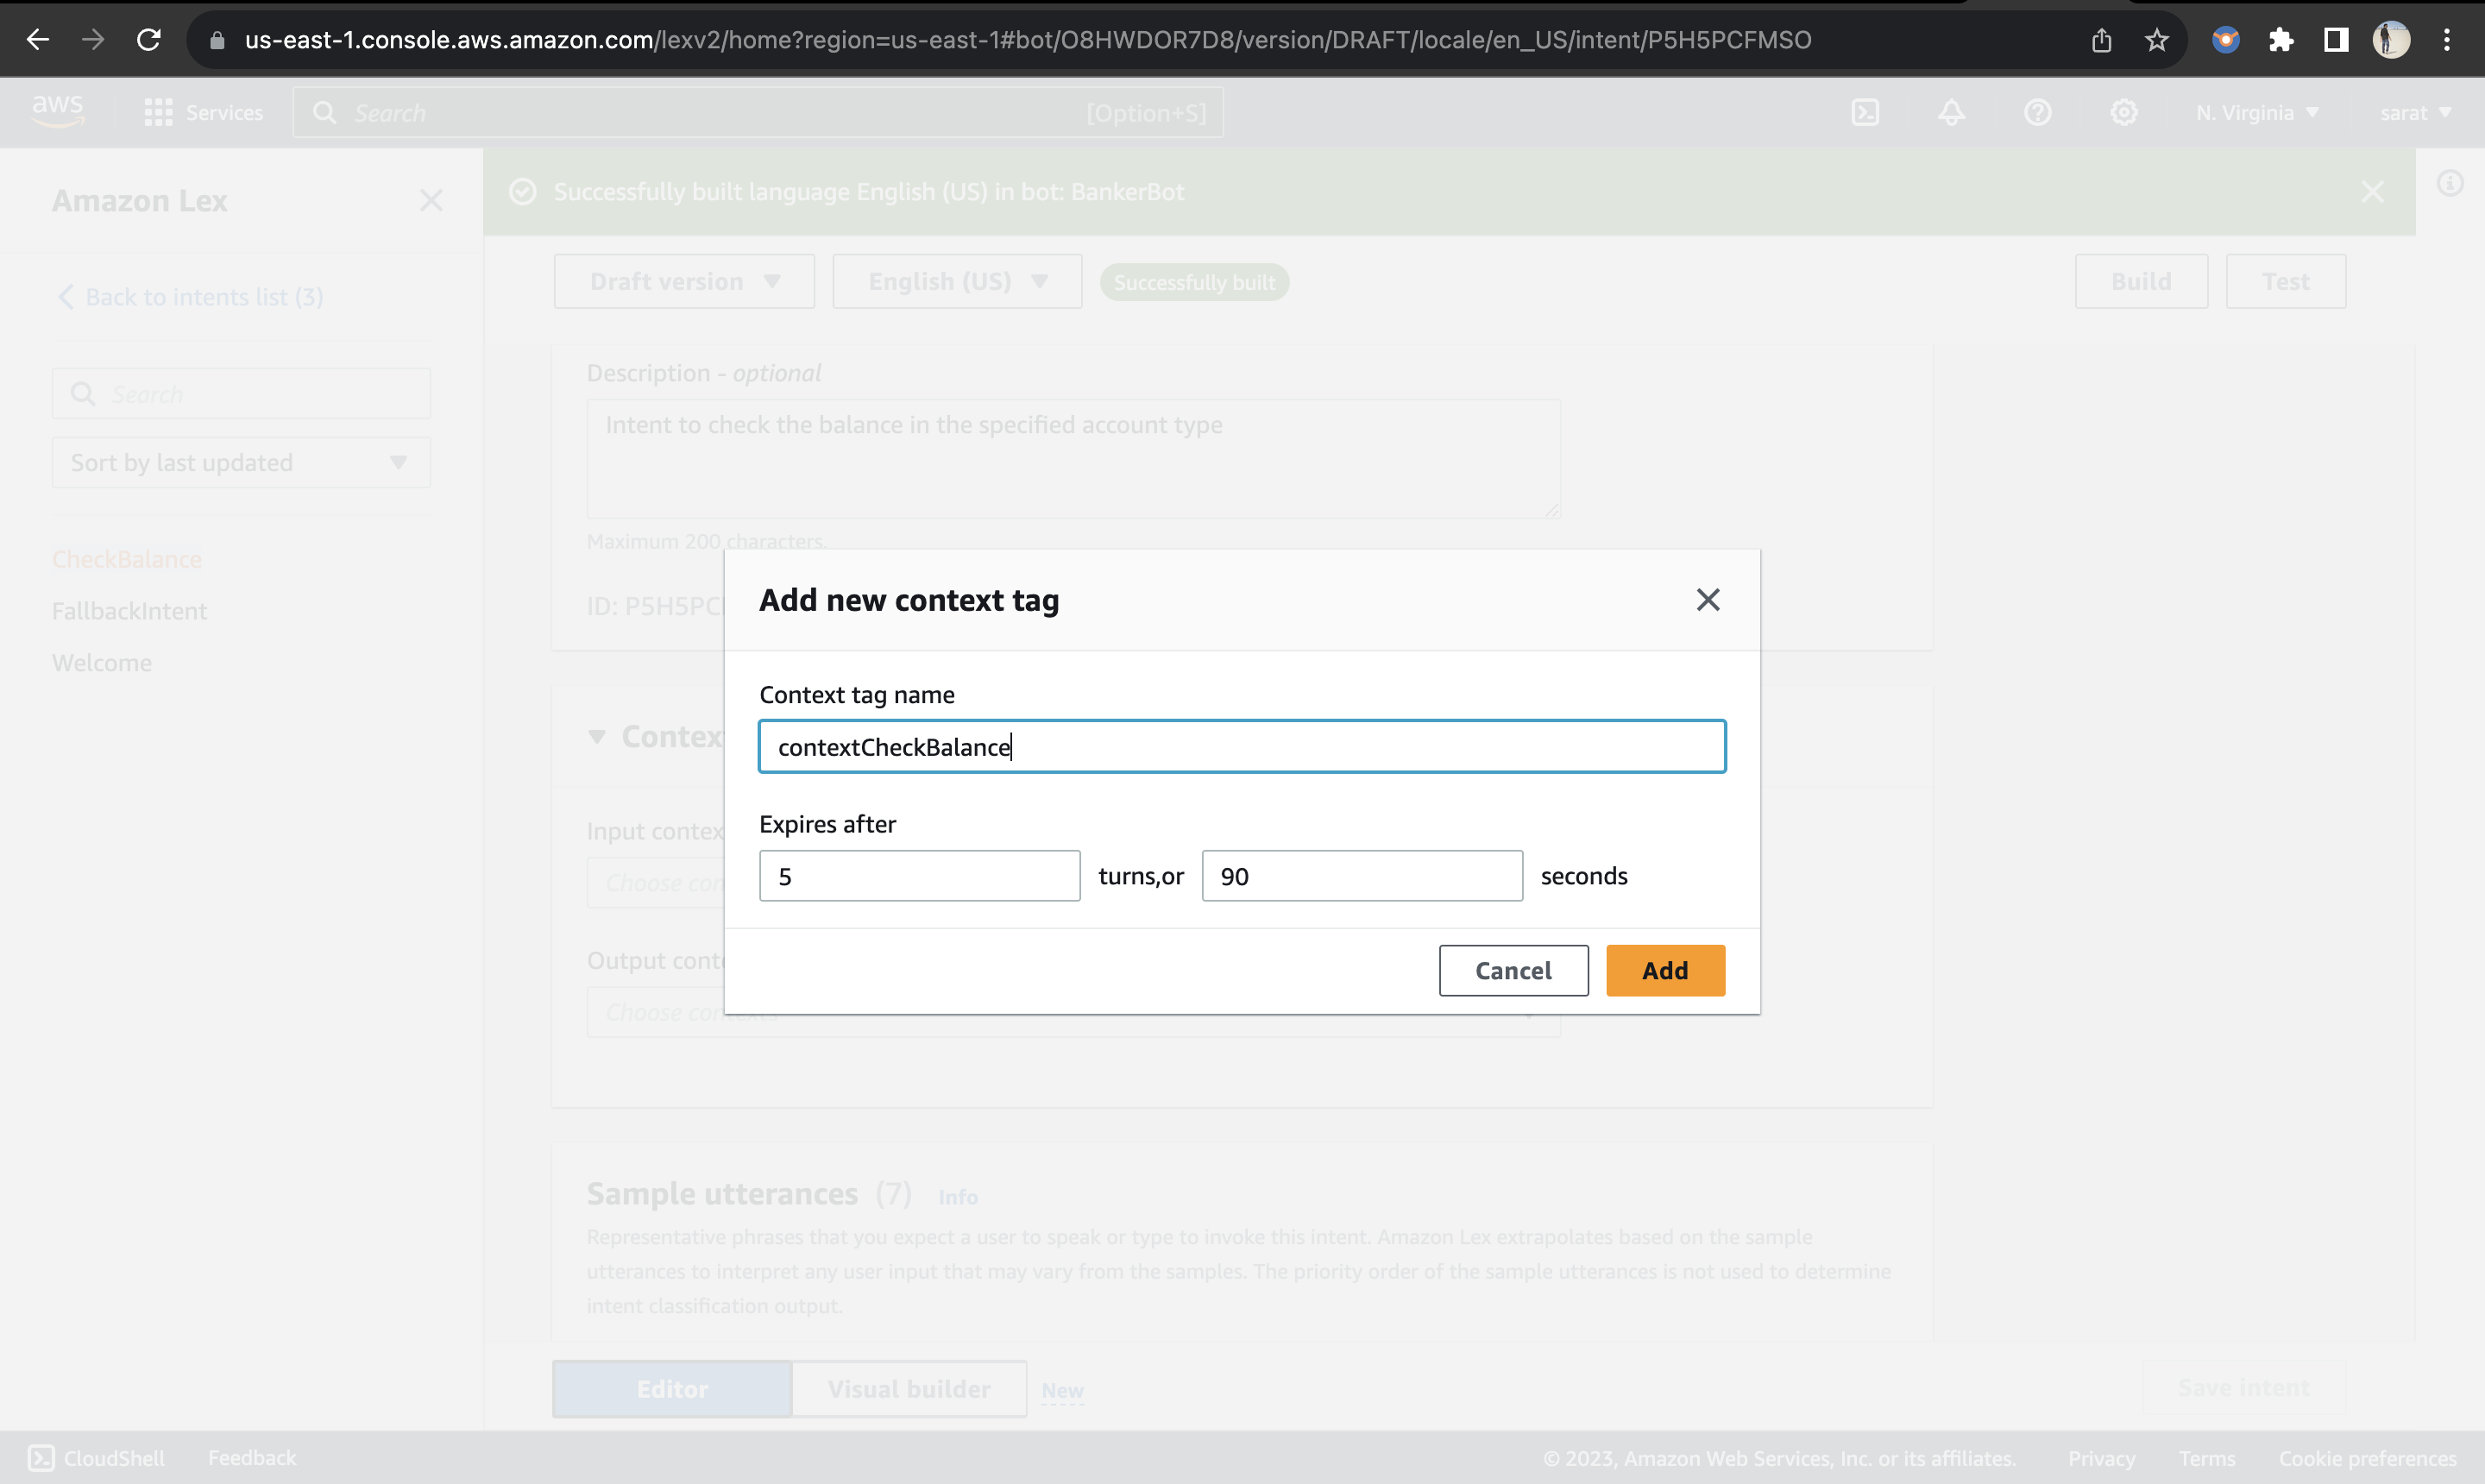 us-east-1.console.aws.amazon.com/lexv2/home?region=us-east-1#bot/O8HWDOR7D8/version/DRAFT/locale/en_US/intent/P5H5PCFMSO
aws
Services
Search
[Option+S]
N. Virginia
sarat
Amazon Lex
Successfully built language English (US) in bot: BankerBot
Back to intents list (3)
Draft version
English (US)
Successfully built
Build
Test
Search
Sort by last updated
CheckBalance
FallbackIntent
Welcome
Description - optional
Intent to check the balance in the specified account type
Maximum 200 characters.
ID: P5H5PC
Add new context tag
Context tag name
contextCheckBalance
Expires after
5 turns,or 90 seconds
Cancel
Add
Contex
Input contex
Choose con
Output conte
Choose contexts
Sample utterances (7) Info
Representative phrases that you expect a user to speak or type to invoke this intent. Amazon Lex extrapolates based on the sample
utterances to interpret any user input that may vary from the samples. The priority order of the sample utterances is not used to determine
intent classification output.
Editor
Visual builder
New
Save intent
CloudShell
Feedback
© 2023, Amazon Web Services, Inc. or its affiliates.
Privacy
Terms
Cookie preferences